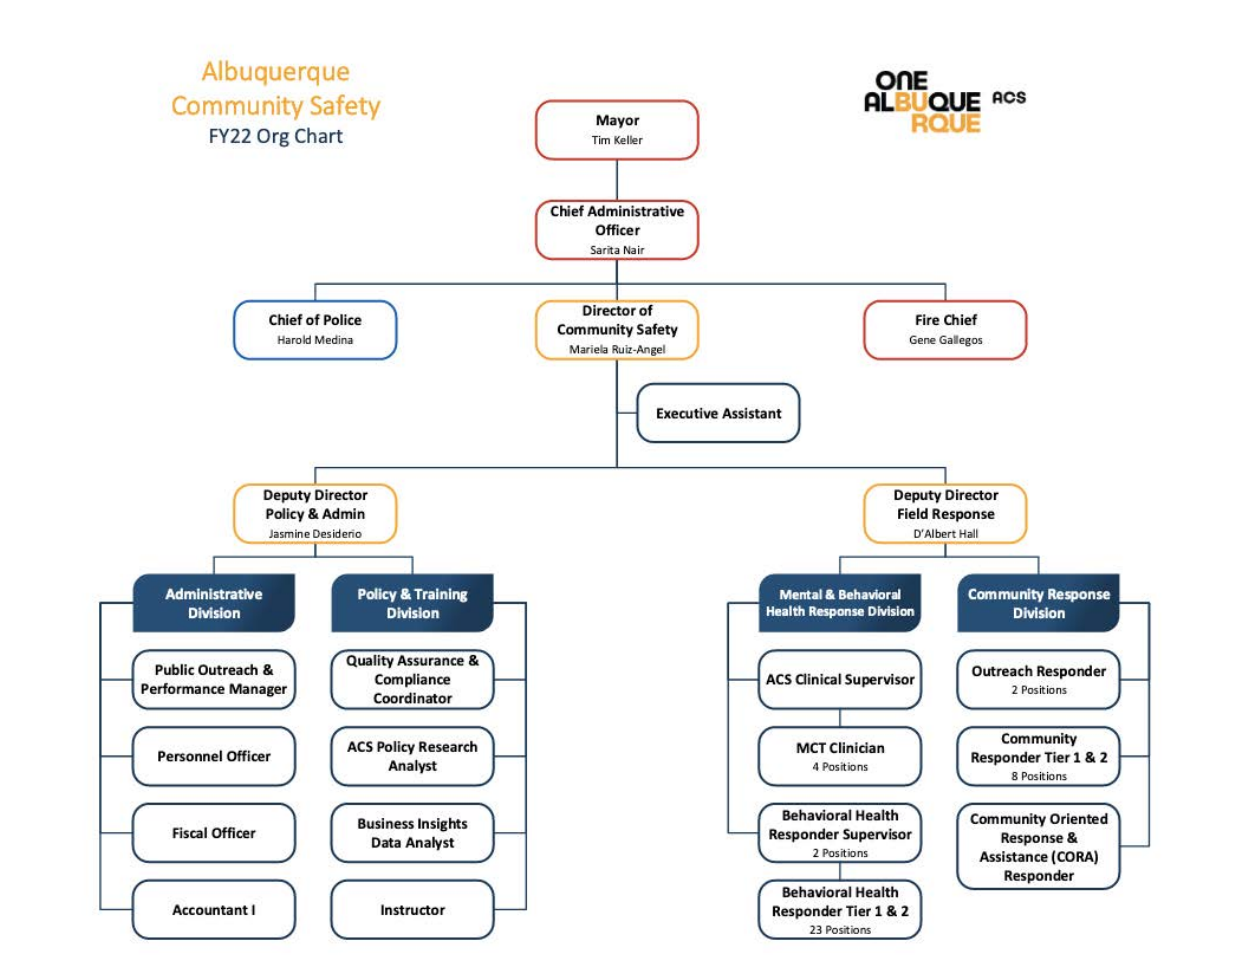 Albuquerque
Community Safety
FY22 Org Chart
ONE
ALBUQUE
RQUE
ACS
Mayor
Tim Keller
Chief Administrative
Officer
Sarita Nair
Chief of Police
Harold Medina
Director of
Community Safety
Mariela Ruiz-Angel
Fire Chief
Gene Gallegos
Executive Assistant
Deputy Director
Policy & Admin
Jasmine Desiderio
Deputy Director
Field Response
D'Albert Hall
Administrative
Division
Public Outreach &
Performance Manager
Personnel Officer
Fiscal Officer
Accountant I
Policy & Training
Division
Quality Assurance &
Compliance
Coordinator
ACS Policy Research
Analyst
Business Insights
Data Analyst
Instructor
Mental & Behavioral
Health Response Division
ACS Clinical Supervisor
MCT Clinician
4 Positions
Behavioral Health
Responder Supervisor
2 Positions
Behavioral Health
Responder Tier 1 & 2
23 Positions
Community Response
Division
Outreach Responder
2 Positions
Community
Responder Tier 1 & 2
8 Positions
Community Oriented
Response &
Assistance (CORA)
Responder